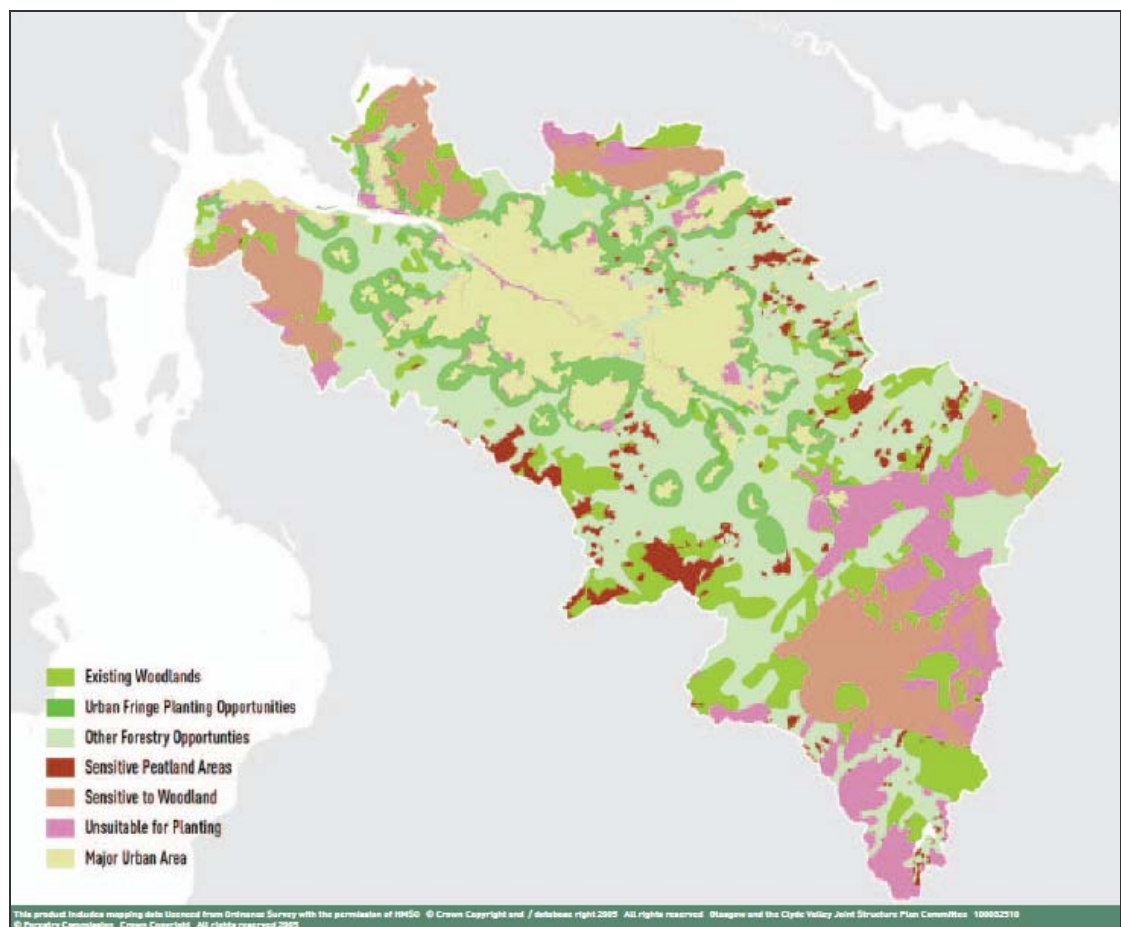 Existing Woodlands
Urban Fringe Planting Opportunities
Other Forestry Opportunties
Sensitive Peatland Areas
Sensitive to Woodland
Unsuitable for Planting
Major Urban Area
This product includes mapping data licenced from Ordnance Survey with the permission of HMSO © Crown Copyright and / database right 2005 All rights reserved Glasgow and the Clyde Valley Joint Structure Plan Committee 100032510
© Forestry Commission Crown Copyright All rights reserved 2005